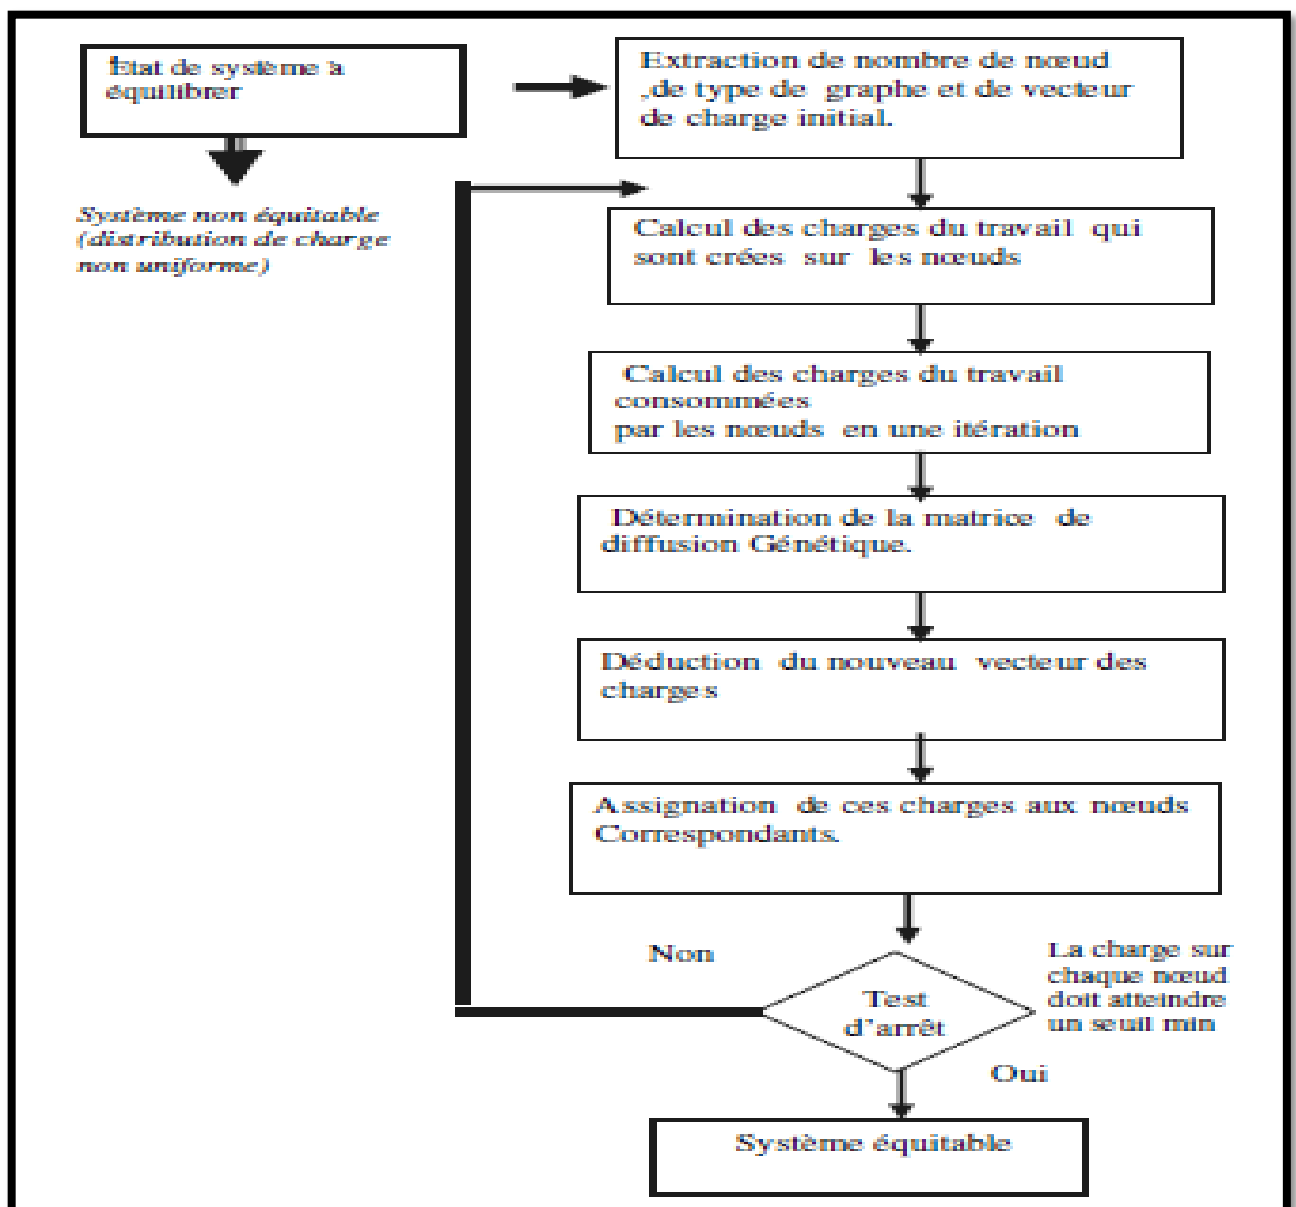 Etat de système à
équilibrer
Système non équitable
(distribution de charge
non uniforme)
Extraction de nombre de nœud
,de type de graphe et de vecteur
de charge initial.
Calcul des charges du travail qui
sont crées sur les nœuds
Calcul des charges du travail
consommées
par les nœuds en une itération
Détermination de la matrice de
diffusion Génétique.
Déduction du nouveau vecteur des
charges
Assignation de ces charges aux nœuds
Correspondants.
Non
Test
d'arrêt
La charge sur
chaque nœud
doit atteindre
un seuil min
Oui
Système équitable